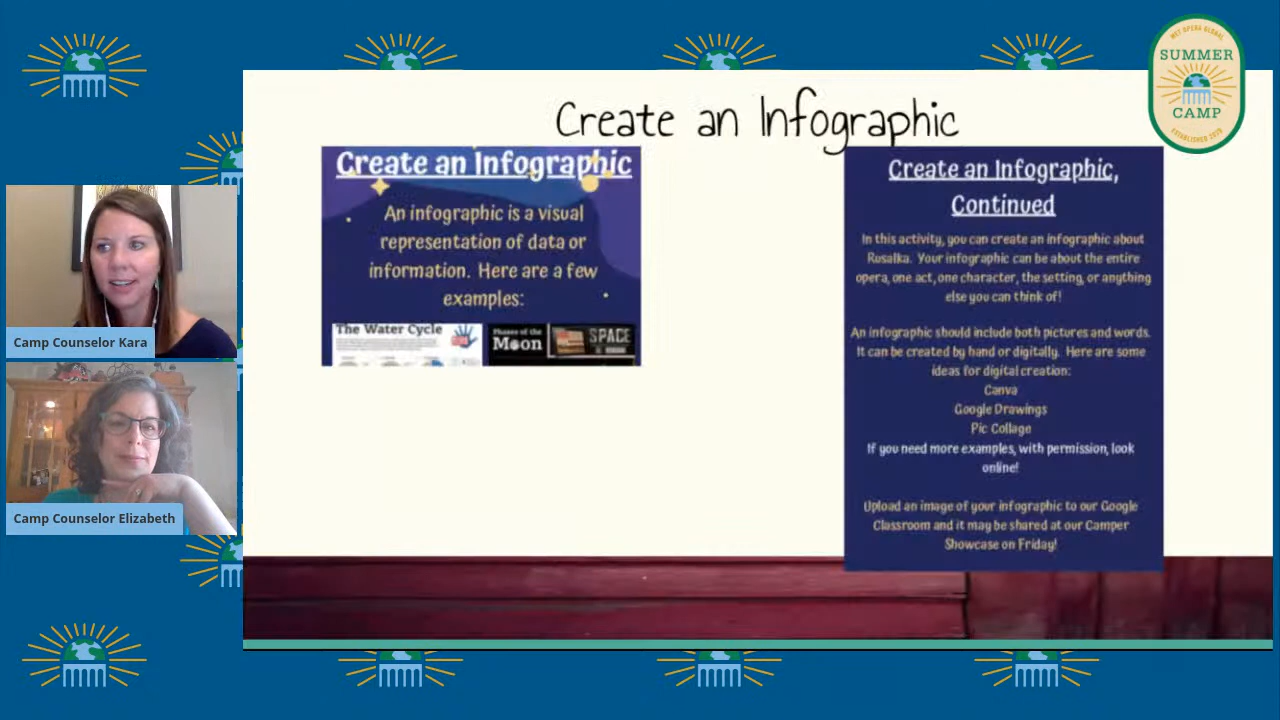 MET OPERA GLOBAL
SUMMER
CAMP
ESTABLISHED 2020
Create an Infographic
Create an Infographic
An infographic is a visual
representation of data or
information. Here are a few
examples:
The Water Cycle
Phases of the
Moon
SPACE
Create an Infographic,
Continued
In this activity, you can create an infographic about
Rusalka. Your infographic can be about the entire
opera, one act, one character, the setting, or anything
else you can think of!
An infographic should include both pictures and words.
It can be created by hand or digitally. Here are some
ideas for digital creation:
Canva
Google Drawings
Pic Collage
If you need more examples, with permission, look
online!
Upload an image of your infographic to our Google
Classroom and it may be shared at our Camper
Showcase on Friday!
Camp Counselor Kara
Camp Counselor Elizabeth